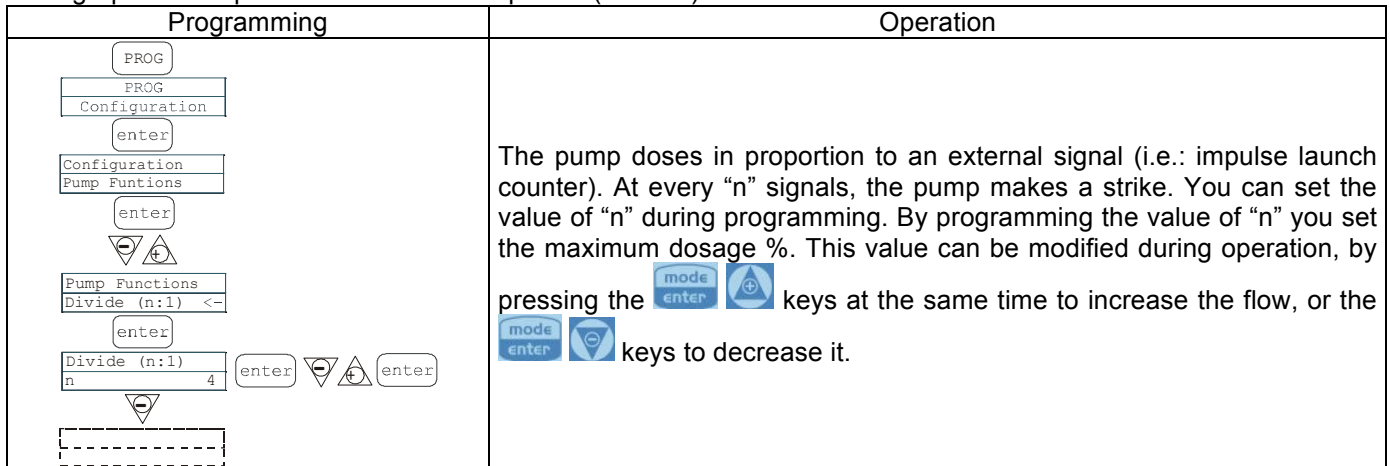 Programming
Operation
PROG
PROG
Configuration
enter
Configuration
Pump Funtions
enter
Pump Functions
Divide (n:1) <-
enter
Divide (n:1)
n 4
enter enter
The pump doses in proportion to an external signal (i.e.: impulse launch
counter). At every “n” signals, the pump makes a strike. You can set the
value of “n” during programming. By programming the value of “n” you set
the maximum dosage %. This value can be modified during operation, by
pressing the mode enter keys at the same time to increase the flow, or the
mode enter keys to decrease it.